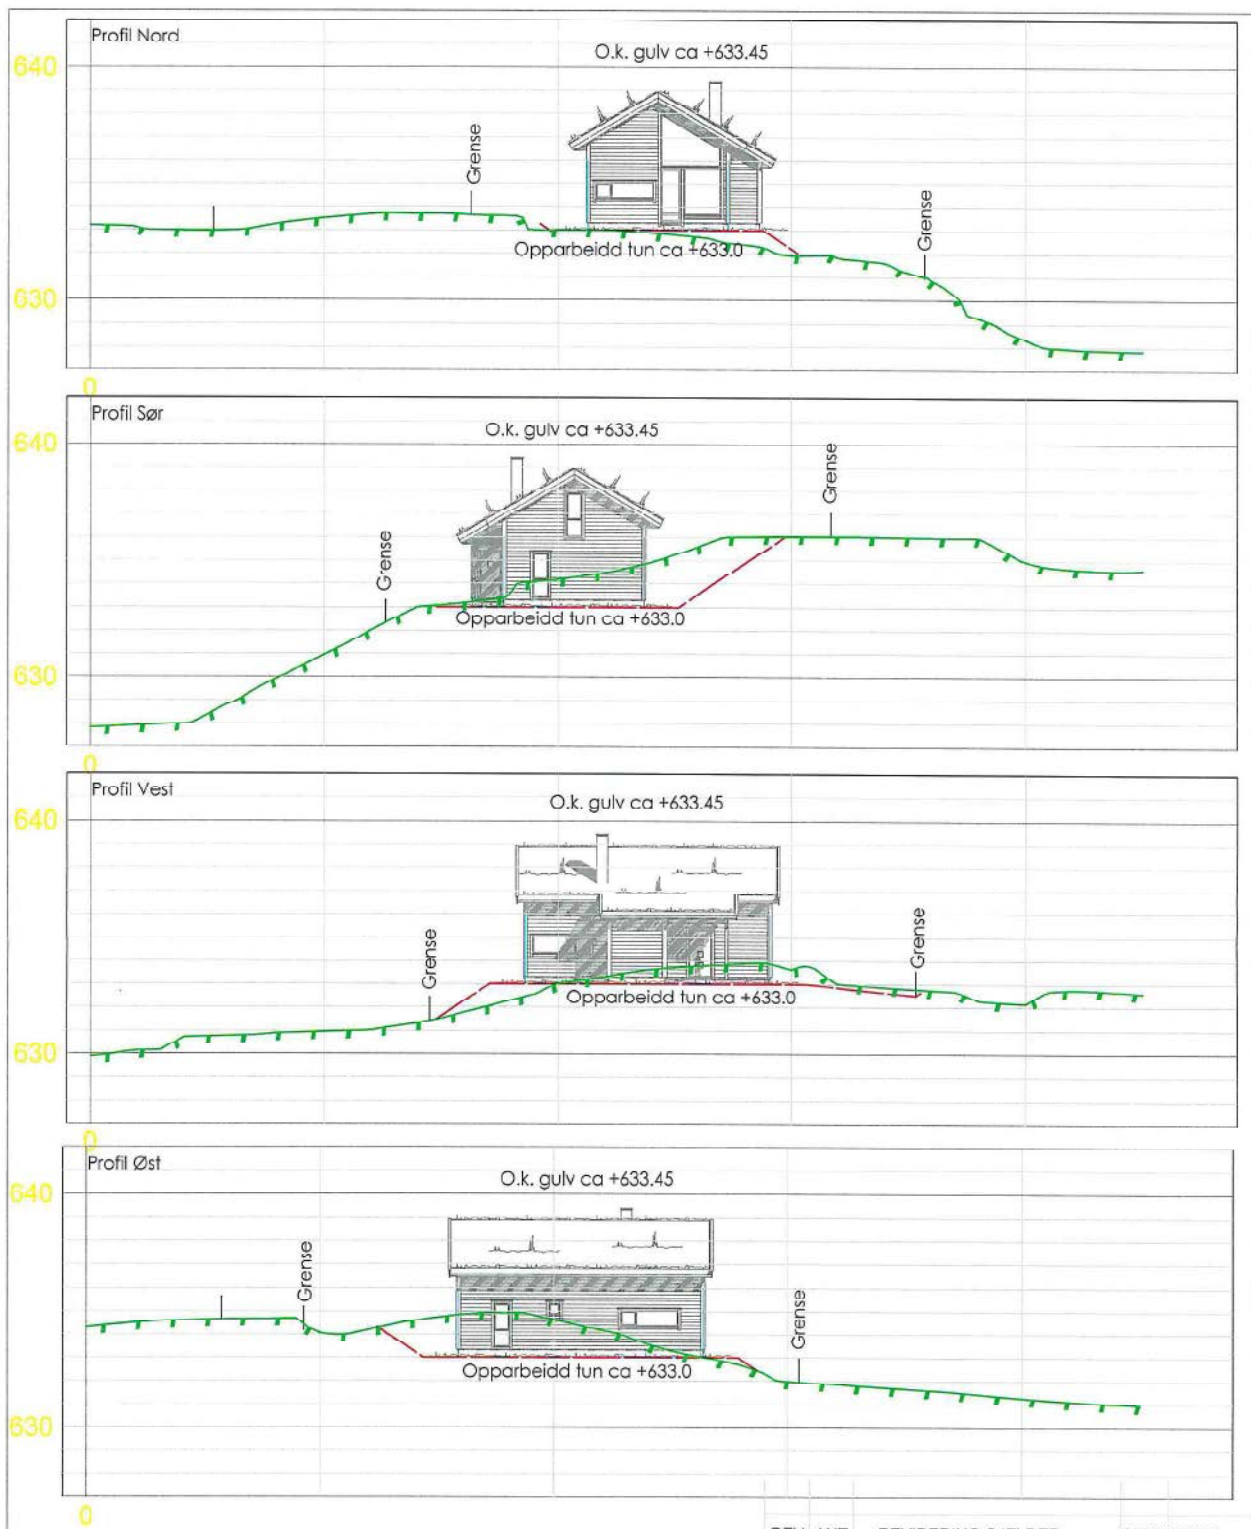 Profil Nord
O.k. gulv ca +633.45
640
Grense
Grense
Opparbeidd tun ca +633.0
630
0
Profil Sør
O.k. gulv ca +633.45
640
Grense
Grense
Opparbeidd tun ca +633.0
630
0
Profil Vest
O.k. gulv ca +633.45
640
Grense
Grense
Opparbeidd tun ca +633.0
630
0
Profil Øst
O.k. gulv ca +633.45
640
Grense
Grense
Opparbeidd tun ca +633.0
630
0